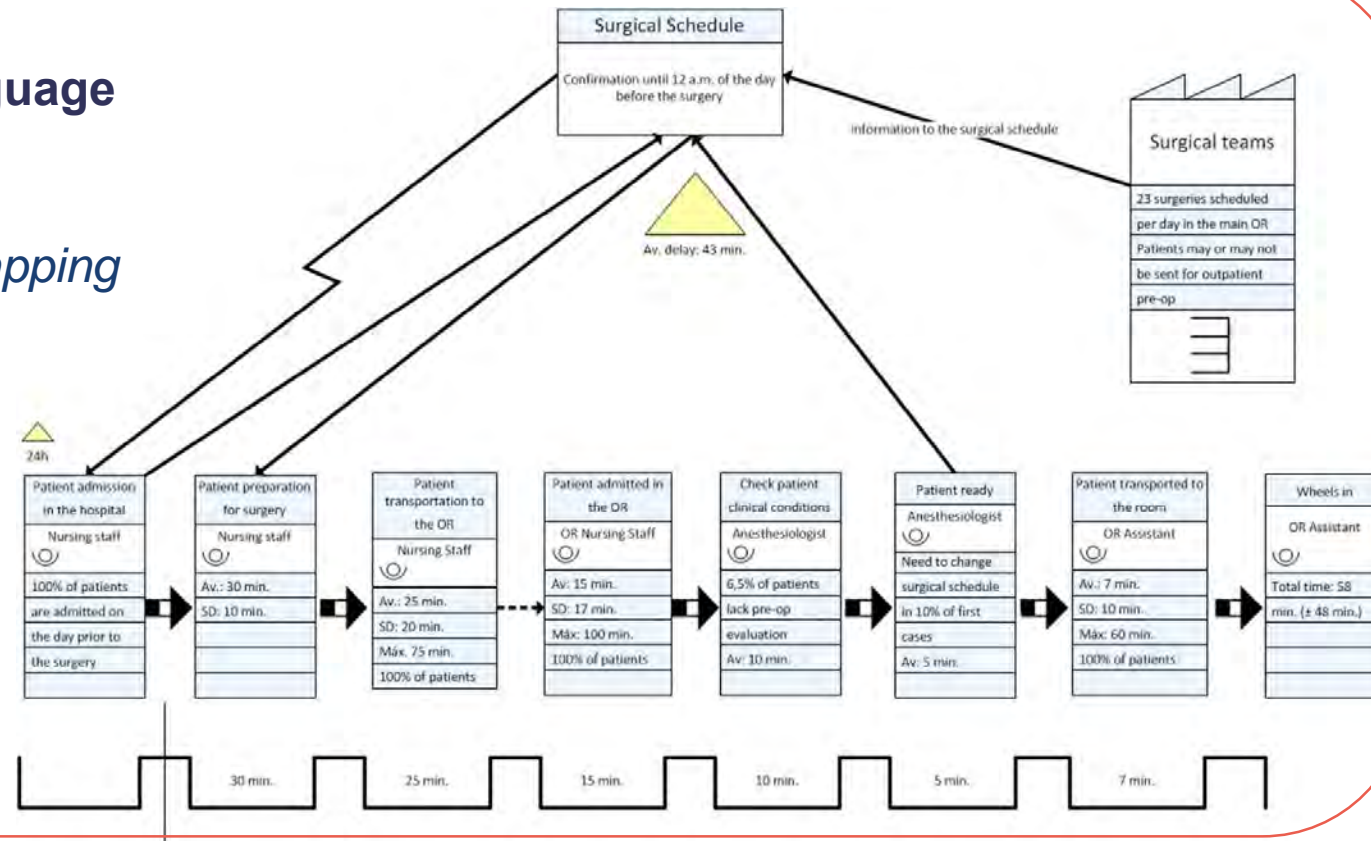 guage
apping
Surgical Schedule
Confirmation until 12 a.m. of the day
before the surgery
Information to the surgical schedule
Surgical teams
23 surgeries scheduled
per day in the main OR
Patients may or may not
be sent for outpatient
pre-op
Av. delay: 43 min.
24h
Patient admission
in the hospital
Nursing staff
100% of patients
are admitted on
the day prior to
the surgery
Patient preparation
for surgery
Nursing staff
Av.: 30 min.
SD: 10 min.
Patient
transportation to
the OR
Nursing Staff
Av.: 25 min.
SD: 20 min.
Máx. 75 min.
100% of patients
Patient admitted in
the OR
OR Nursing Staff
Av: 15 min.
SD: 17 min.
Máx: 100 min.
100% of patients
Check patient
clinical conditions
Anesthesiologist
6,5% of patients
lack pre-op
evaluation
Av: 10 min.
Patient ready
Anesthesiologist
Need to change
surgical schedule
in 10% of first
cases
Av: 5 min.
Patient transported to
the room
OR Assistant
Av.: 7 min.
SD: 10 min.
Máx: 60 min.
100% of patients
Wheels in
OR Assistant
Total time: 58
min. (± 48 min.)
30 min.
25 min.
15 min.
10 min.
5 min.
7 min.